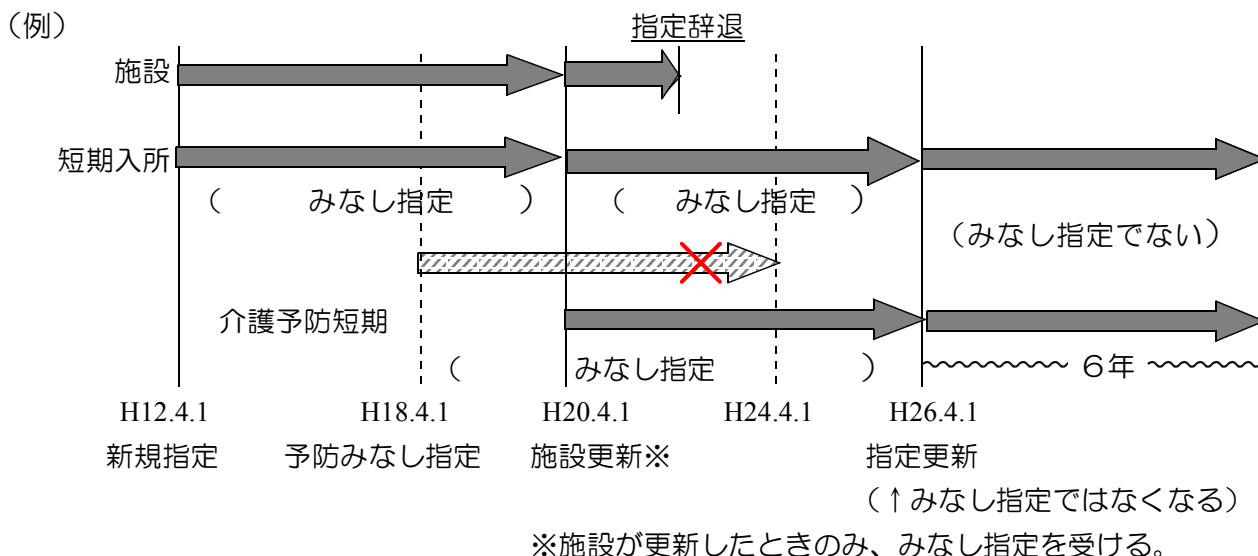 （例）
指定辞退
施設
短期入所
（　みなし指定　）　（　みなし指定　）
（みなし指定でない）
介護予防短期
（　みなし指定　）　６年
H12.4.1　H18.4.1　H20.4.1　H24.4.1　H26.4.1
新規指定　予防みなし指定　施設更新※　指定更新
（↑みなし指定ではなくなる）
※施設が更新したときのみ、みなし指定を受ける。